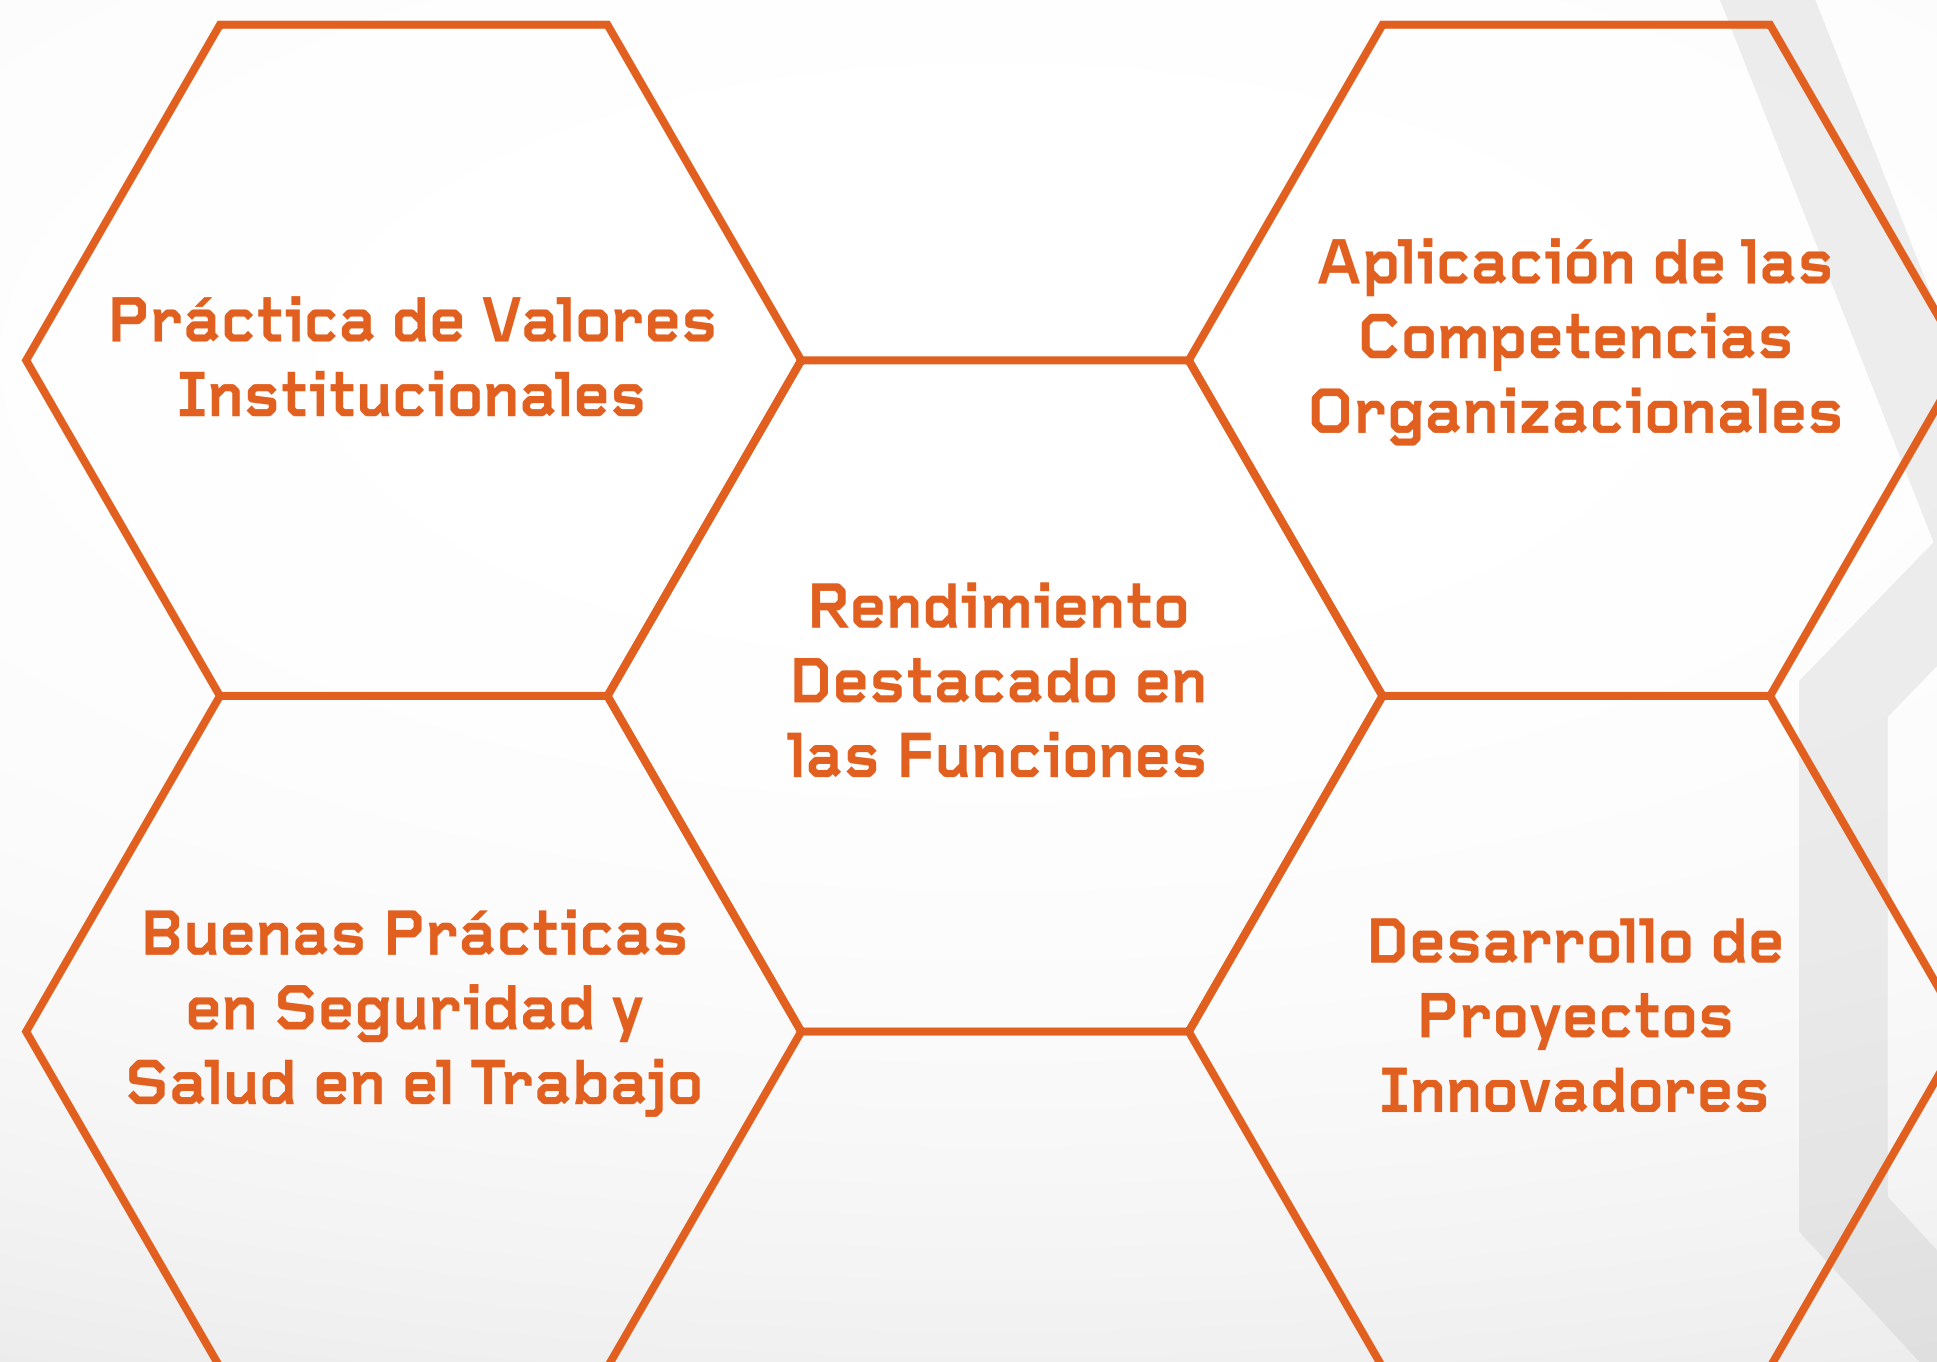 Práctica de Valores
Institucionales
Aplicación de las
Competencias
Organizacionales
Rendimiento
Destacado en
las Funciones
Buenas Prácticas
en Seguridad y
Salud en el Trabajo
Desarrollo de
Proyectos
Innovadores